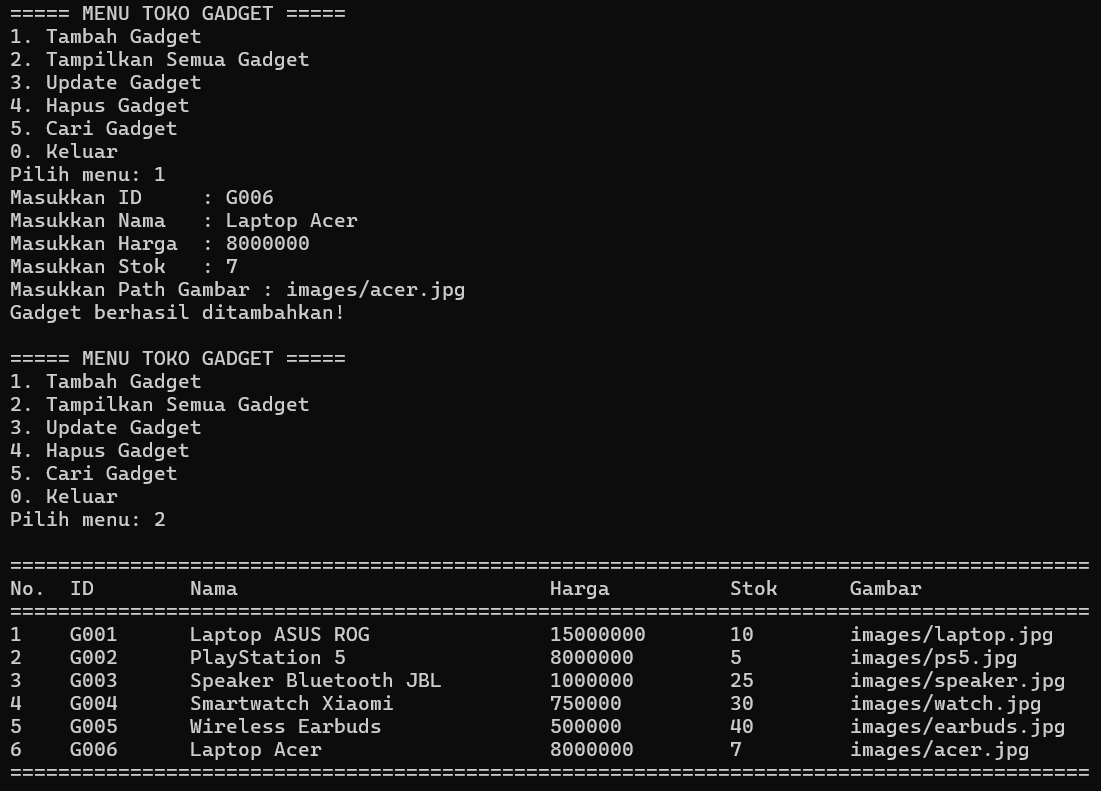 ===== MENU TOKO GADGET =====
1. Tambah Gadget
2. Tampilkan Semua Gadget
3. Update Gadget
4. Hapus Gadget
5. Cari Gadget
0. Keluar
Pilih menu: 1
Masukkan ID     : G006
Masukkan Nama   : Laptop Acer
Masukkan Harga  : 8000000
Masukkan Stok   : 7
Masukkan Path Gambar : images/acer.jpg
Gadget berhasil ditambahkan!

===== MENU TOKO GADGET =====
1. Tambah Gadget
2. Tampilkan Semua Gadget
3. Update Gadget
4. Hapus Gadget
5. Cari Gadget
0. Keluar
Pilih menu: 2

==========================================================================================
No.  ID        Nama                          Harga          Stok      Gambar
==========================================================================================
1    G001      Laptop ASUS ROG               15000000       10        images/laptop.jpg
2    G002      PlayStation 5                 8000000        5         images/ps5.jpg
3    G003      Speaker Bluetooth JBL         1000000        25        images/speaker.jpg
4    G004      Smartwatch Xiaomi             750000         30        images/watch.jpg
5    G005      Wireless Earbuds              500000         40        images/earbuds.jpg
6    G006      Laptop Acer                   8000000        7         images/acer.jpg
==========================================================================================